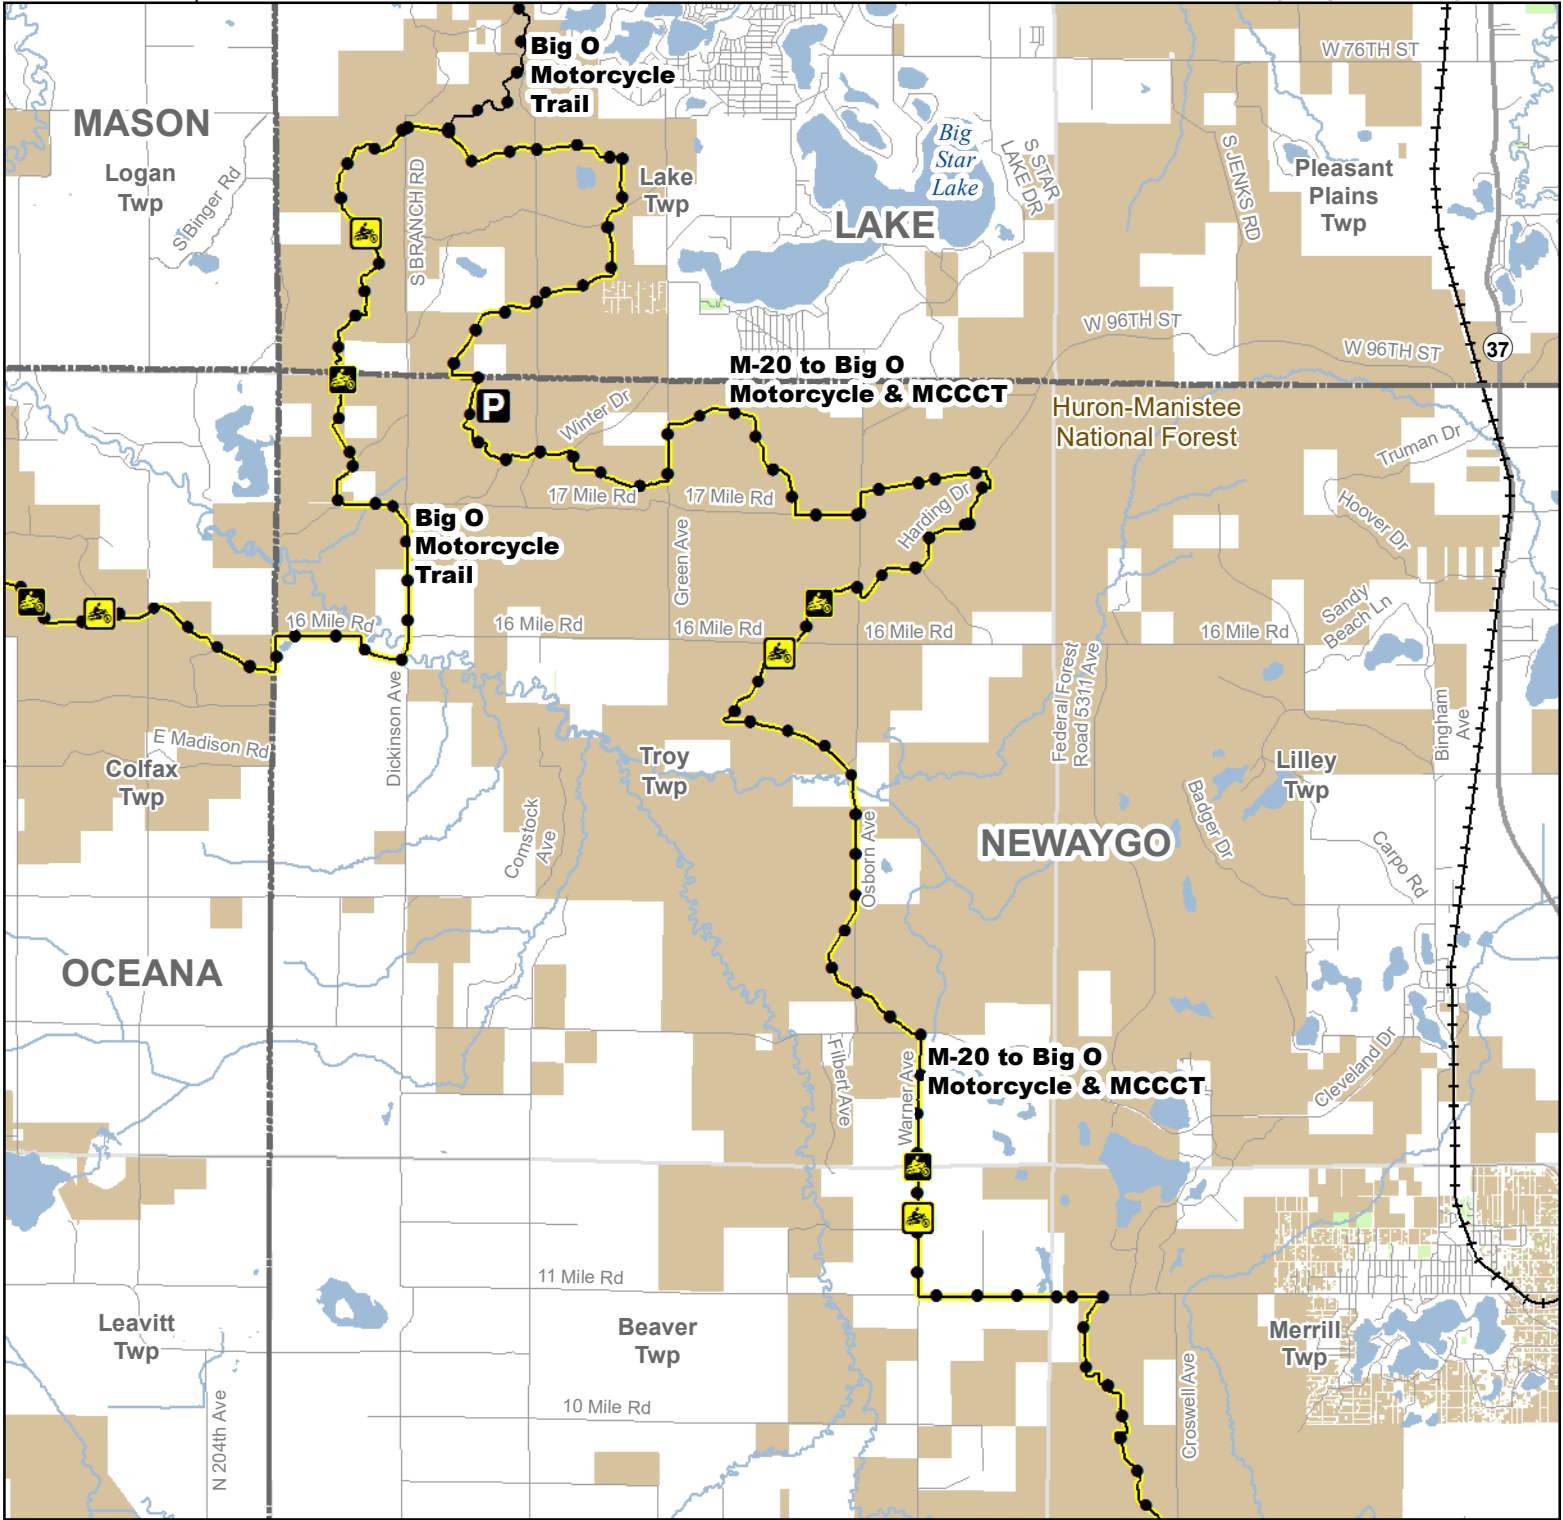 Big O
Motorcycle
Trail
W 76TH ST
MASON
Logan
Twp
S Binger Rd
S BRANCH RD
Lake
Twp
Big
Star
Lake
S STAR
LAKE DR
S JENKS RD
Pleasant
Plains
Twp
LAKE
W 96TH ST
W 96TH ST
37
M-20 to Big O
Motorcycle & MCCCT
P
Winter Dr
Huron-Manistee
National Forest
Truman Dr
17 Mile Rd
17 Mile Rd
Harding Dr
Hoover Dr
Big O
Motorcycle
Trail
Green Ave
16 Mile Rd
16 Mile Rd
16 Mile Rd
16 Mile Rd
16 Mile Rd
Sandy
Beach Ln
Federal Forest
Road 5311 Ave
Dickinson Ave
E Madison Rd
Colfax
Twp
Troy
Twp
Bingham
Ave
Lilley
Twp
Comstock
Ave
Osborn Ave
NEWAYGO
Badger Dr
Carpo Rd
OCEANA
Filbert Ave
Warner Ave
M-20 to Big O
Motorcycle & MCCCT
Cleveland Dr
11 Mile Rd
Leavitt
Twp
Beaver
Twp
Merrill
Twp
N 204th Ave
10 Mile Rd
Croswell Ave